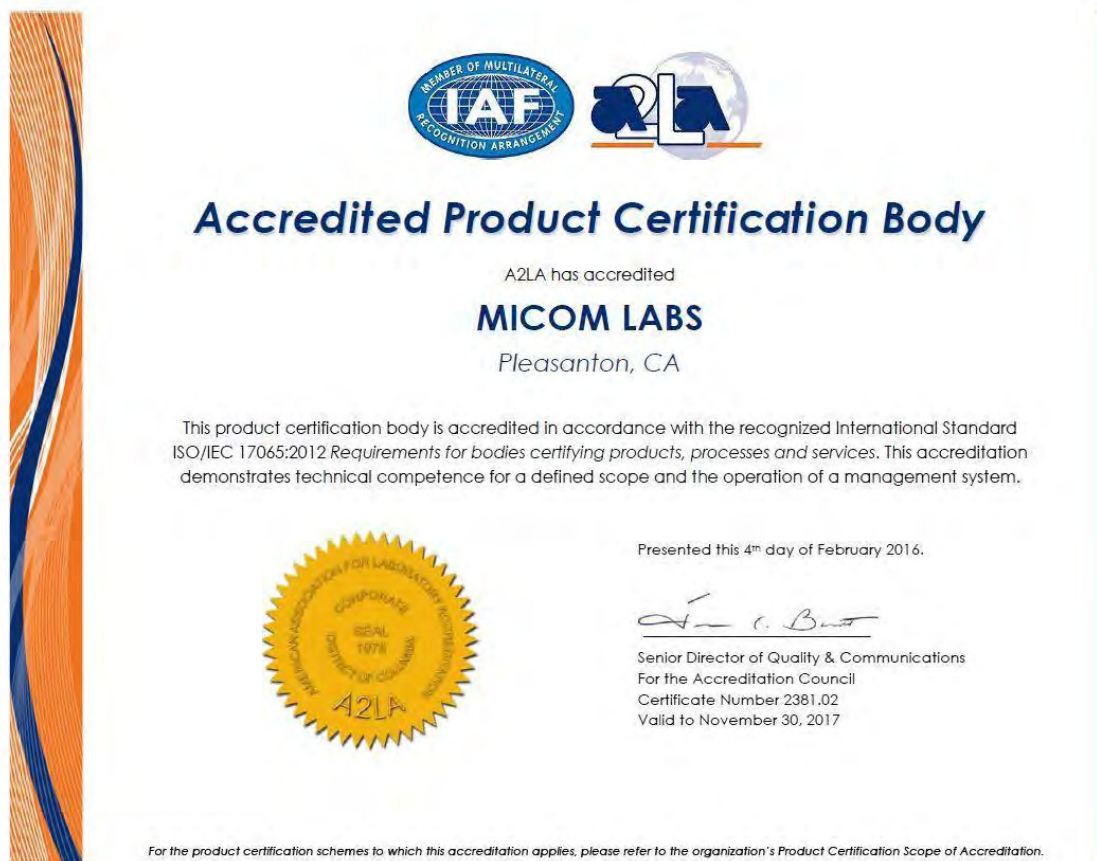 MEMBER OF MULTILATERAL
IAF
RECOGNITION ARRANGEMENT
A2LA
Accredited Product Certification Body
A2LA has accredited
MICOM LABS
Pleasanton, CA
This product certification body is accredited in accordance with the recognized International Standard
ISO/IEC 17065:2012 Requirements for bodies certifying products, processes and services. This accreditation
demonstrates technical competence for a defined scope and the operation of a management system.
AMERICAN ASSOCIATION FOR LABORATORY ACCREDITATION
CORPORATE
SEAL
1978
DISTRICT OF COLUMBIA
A2LA
Presented this 4th day of February 2016.
Senior Director of Quality & Communications
For the Accreditation Council
Certificate Number 2381.02
Valid to November 30, 2017
For the product certification schemes to which this accreditation applies, please refer to the organization's Product Certification Scope of Accreditation.